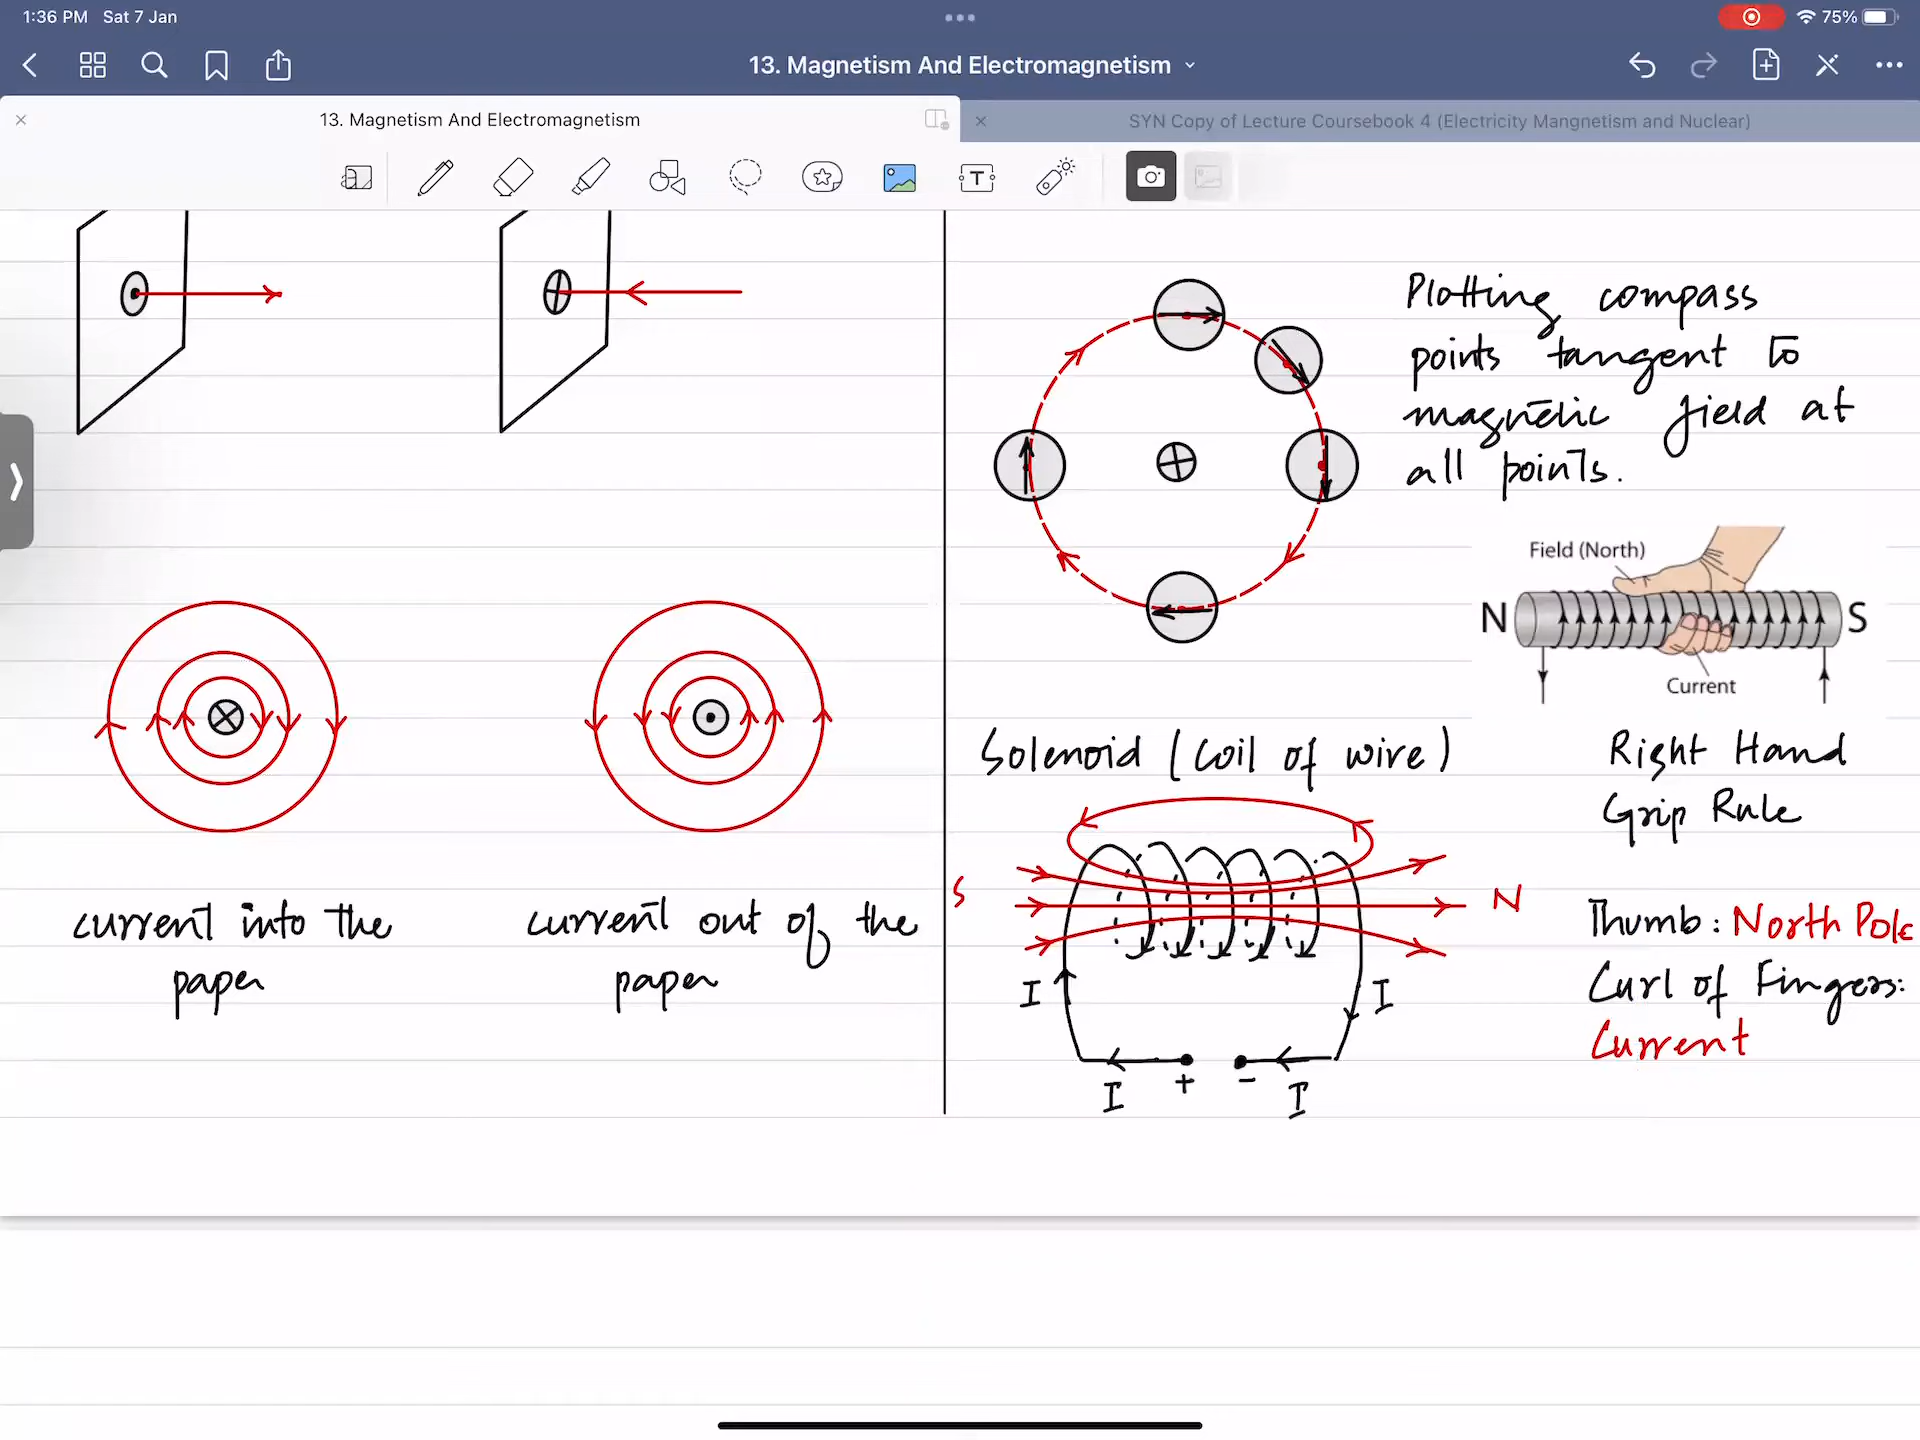 1:36 PM Sat 7 Jan
75%
13. Magnetism And Electromagnetism
13. Magnetism And Electromagnetism
SYN Copy of Lecture Coursebook 4 (Electricity Mangnetism and Nuclear)
T
Plotting compass
points tangent to
magnetic field at
all points.
Field (North)
N
S
Current
Right Hand
Grip Rule
Thumb: North Pole
Curl of Fingers:
Current
Solenoid (coil of wire)
S
N
I
I
I
+
-
I
current into the
paper
current out of the
paper